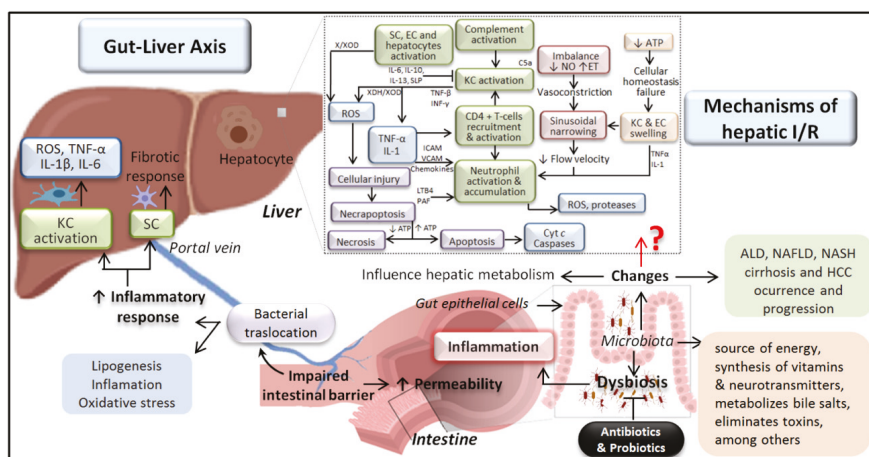 Gut-Liver Axis
ROS, TNF-α
IL-1β, IL-6
Fibrotic
response
KC
activation
SC
Hepatocyte
Liver
Portal vein
↑ Inflammatory
response
Bacterial
traslocation
Lipogenesis
Inflamation
Oxidative stress
Impaired
intestinal barrier
↑ Permeability
Intestine
Inflammation
Gut epithelial cells
Microbiota
Dysbiosis
Antibiotics
& Probiotics
Influence hepatic metabolism
Changes
?
ALD, NAFLD, NASH
cirrhosis and HCC
ocurrence and
progression
source of energy,
synthesis of vitamins
& neurotransmitters,
metabolizes bile salts,
eliminates toxins,
among others
Mechanisms of
hepatic I/R
SC, EC and
hepatocytes
activation
Complement
activation
C5a
X/XOD
IL-6, IL-10,
IL-13, SLP
KC activation
XDH/XOD
TNF-β
INF-γ
ROS
TNF-α
IL-1
CD4 + T-cells
recruitment
& activation
ICAM
VCAM
Chemokines
Neutrophil
activation &
accumulation
LTB4
PAF
Cellular injury
Necrapoptosis
↓ ATP
↑ ATP
Necrosis
Apoptosis
Cyt c
Caspases
ROS, proteases
Imbalance
↓ NO ↑ET
Vasoconstriction
Sinusoidal
narrowing
↓ Flow velocity
↓ ATP
Cellular
homeostasis
failure
KC & EC
swelling
TNFα
IL-1